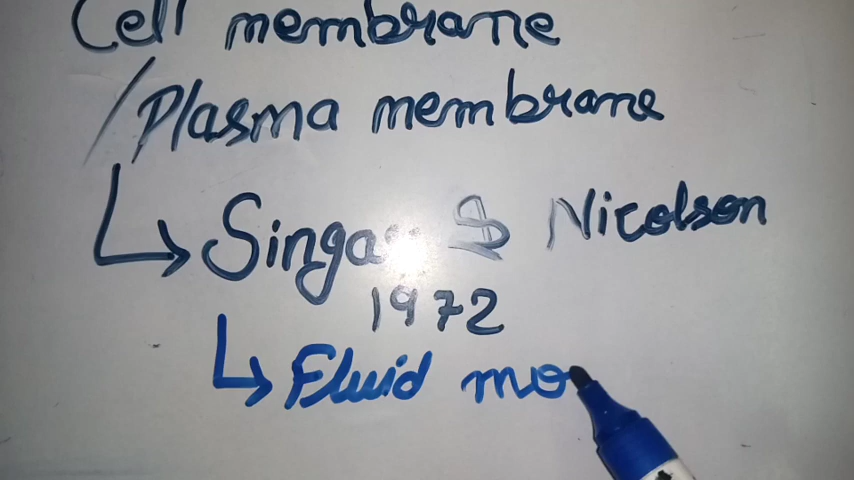 Cell membrane
/Plasma membrane
& Nicolson
1972
Fluid mo